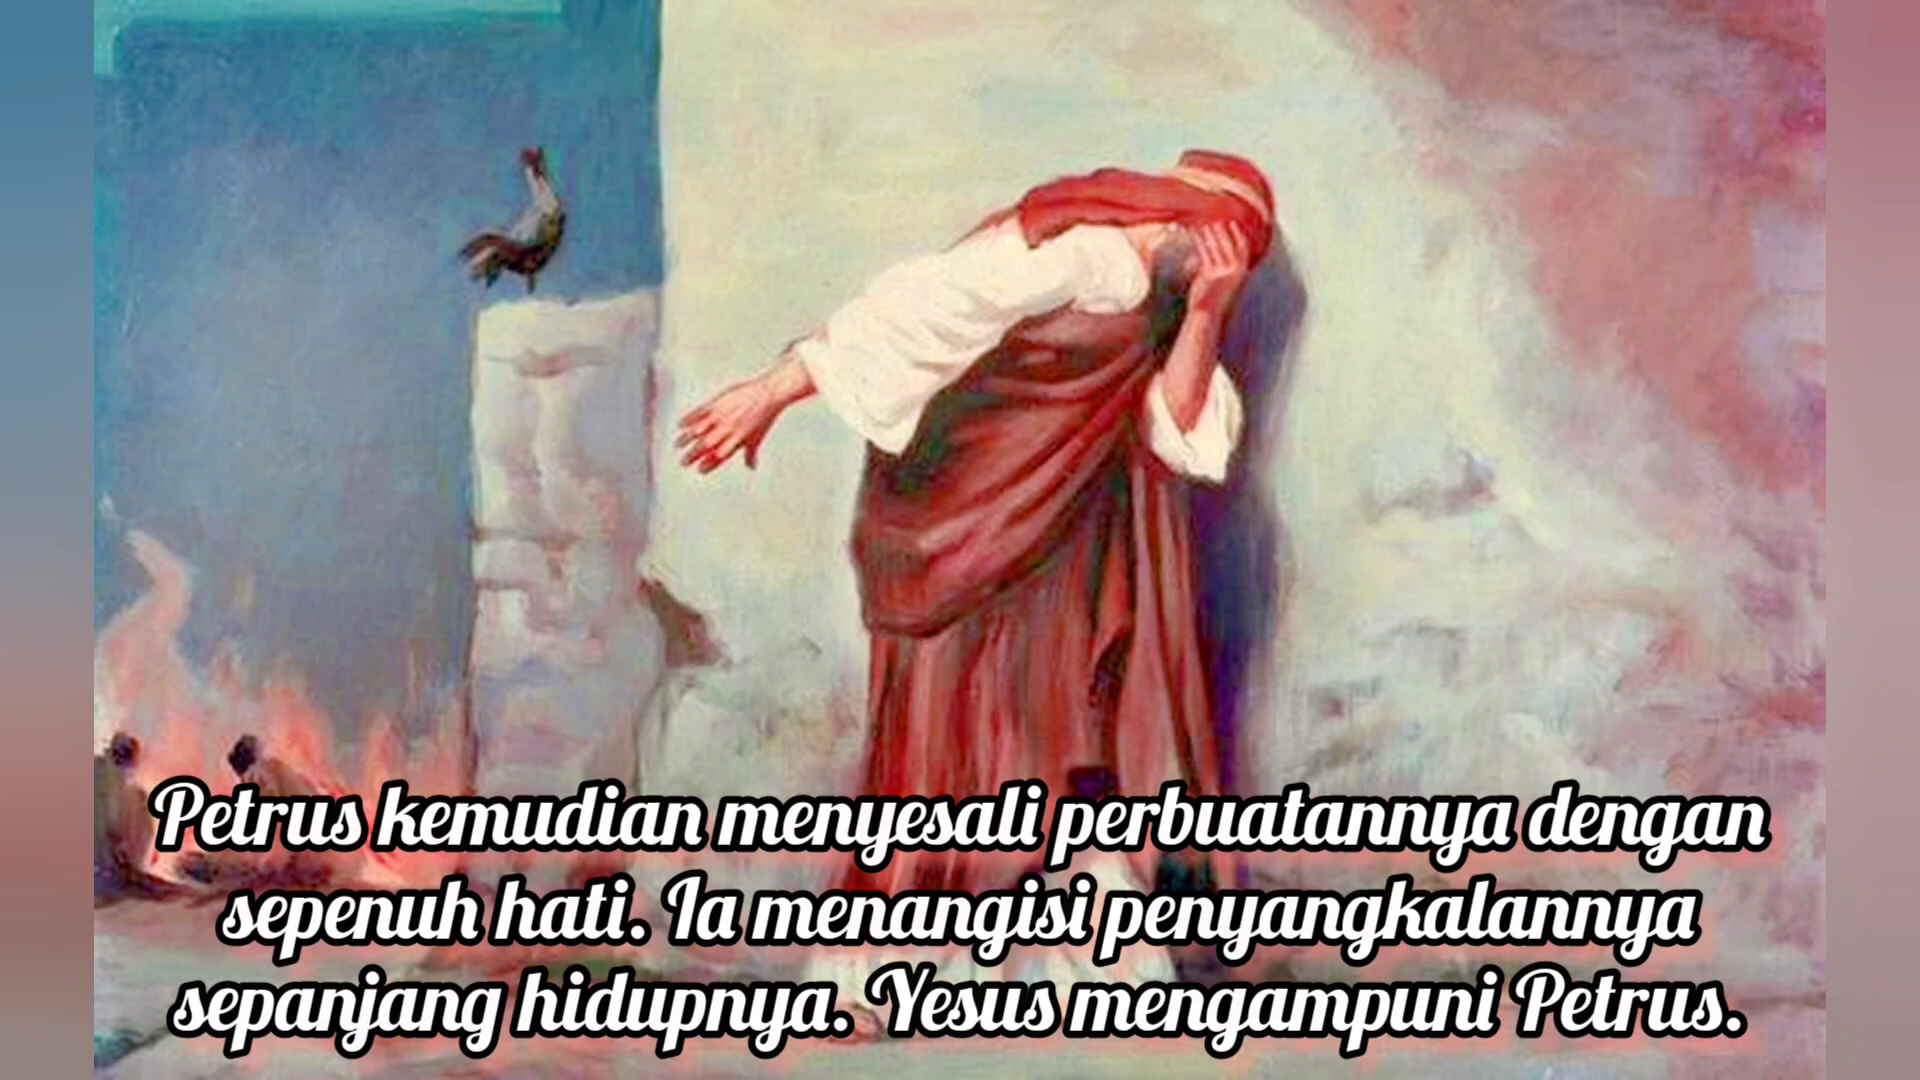 Petrus kemudian menyesali perbuatannya dengan
sepenuh hati. Ia menangisi penyangkalannya
sepanjang hidupnya. Yesus mengampuni Petrus.